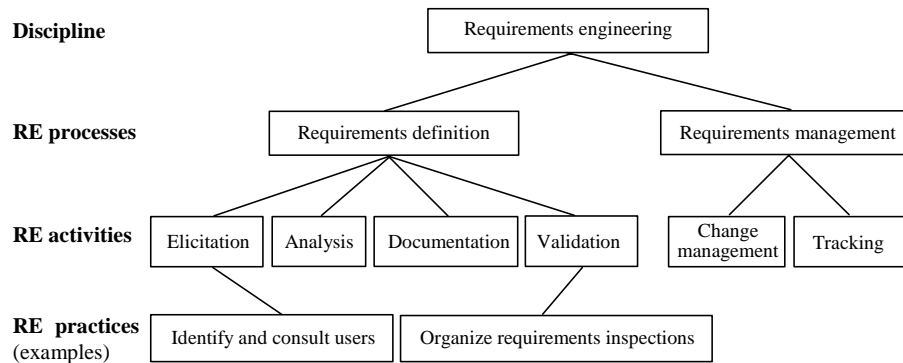 Discipline
Requirements engineering
RE processes
Requirements definition
Requirements management
RE activities
Elicitation
Analysis
Documentation
Validation
Change
management
Tracking
RE practices
(examples)
Identify and consult users
Organize requirements inspections